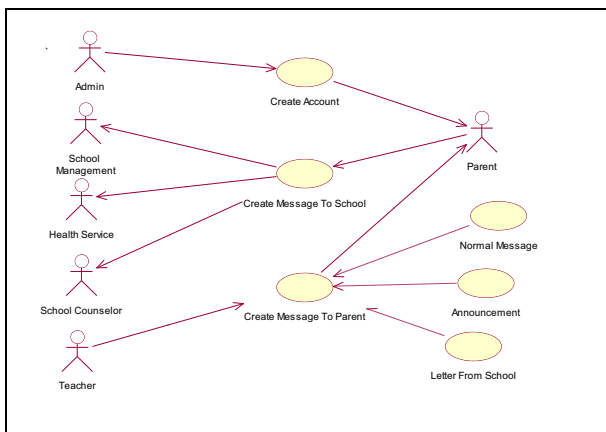 Admin
Create Account
School
Management
Parent
Health Service
Create Message To School
Normal Message
School Counselor
Create Message To Parent
Announcement
Teacher
Letter From School